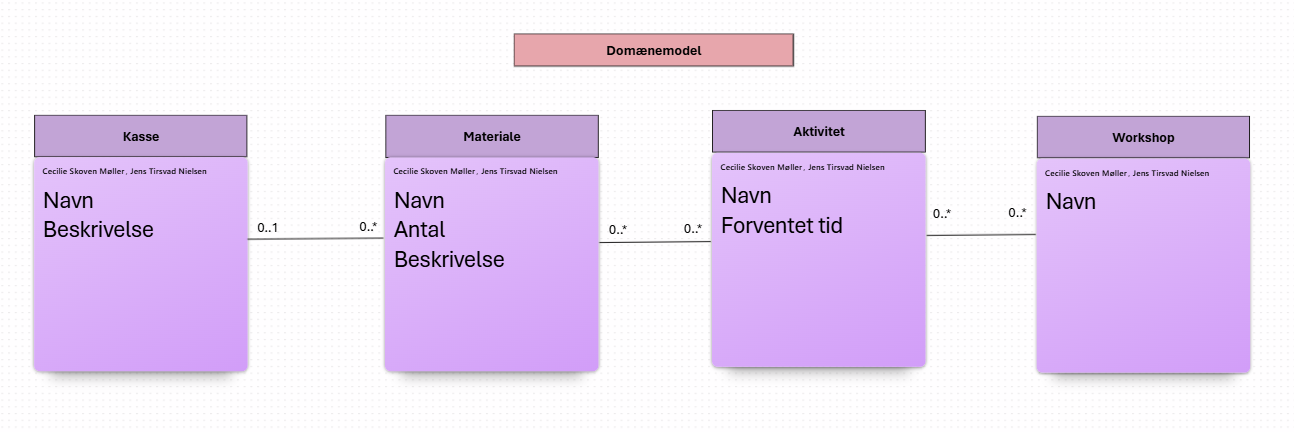 Domænemodel
Kasse
Cecilie Skoven Møller, Jens Tirsvad Nielsen
Navn
Beskrivelse
0..1
0..*
Materiale
Cecilie Skoven Møller, Jens Tirsvad Nielsen
Navn
Antal
Beskrivelse
0..*
0..*
Aktivitet
Cecilie Skoven Møller, Jens Tirsvad Nielsen
Navn
Forventet tid
0..*
0..*
Workshop
Cecilie Skoven Møller, Jens Tirsvad Nielsen
Navn